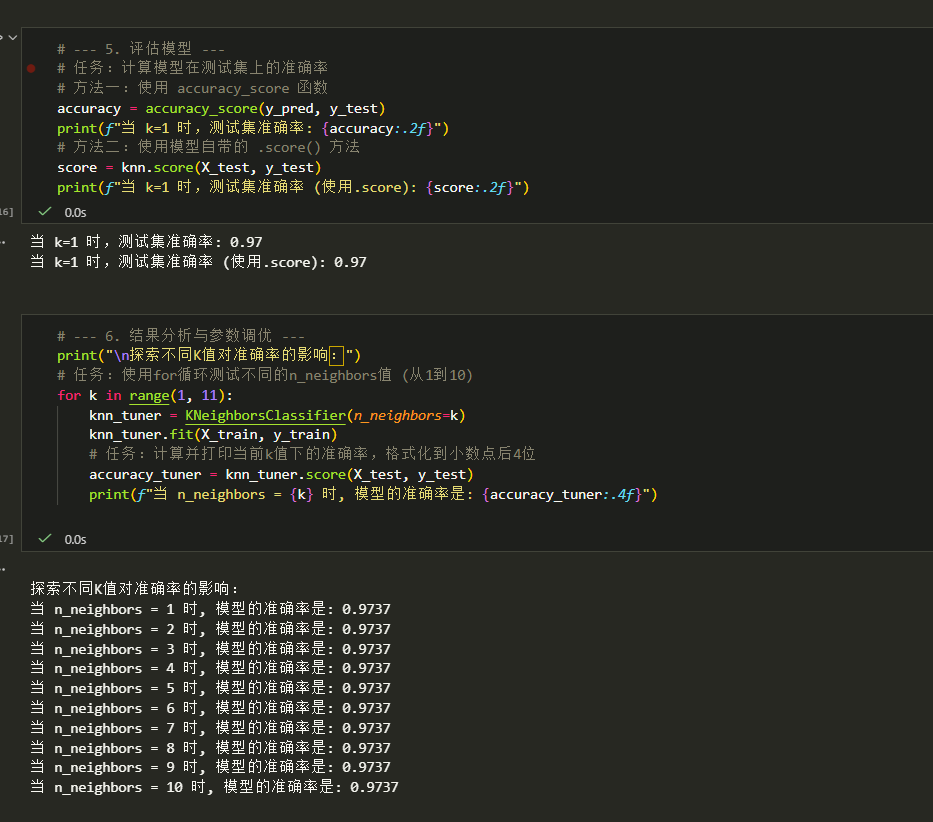 # --- 5. 评估模型 ---
# 任务：计算模型在测试集上的准确率
# 方法一：使用 accuracy_score 函数
accuracy = accuracy_score(y_pred, y_test)
print(f"当 k=1 时，测试集准确率：{accuracy:.2f}")
# 方法二：使用模型自带的 .score() 方法
score = knn.score(X_test, y_test)
print(f"当 k=1 时，测试集准确率 (使用.score)：{score:.2f}")
16]
0.0s
当 k=1 时，测试集准确率：0.97
当 k=1 时，测试集准确率 (使用.score)：0.97
# --- 6. 结果分析与参数调优 ---
print("\n探索不同K值对准确率的影响：")
# 任务：使用for循环测试不同的n_neighbors值 (从1到10)
for k in range(1, 11):
knn_tuner = KNeighborsClassifier(n_neighbors=k)
knn_tuner.fit(X_train, y_train)
# 任务：计算并打印当前k值下的准确率，格式化到小数点后4位
accuracy_tuner = knn_tuner.score(X_test, y_test)
print(f"当 n_neighbors = {k} 时, 模型的准确率是：{accuracy_tuner:.4f}")
17]
0.0s
探索不同K值对准确率的影响：
当 n_neighbors = 1 时, 模型的准确率是：0.9737
当 n_neighbors = 2 时, 模型的准确率是：0.9737
当 n_neighbors = 3 时, 模型的准确率是：0.9737
当 n_neighbors = 4 时, 模型的准确率是：0.9737
当 n_neighbors = 5 时, 模型的准确率是：0.9737
当 n_neighbors = 6 时, 模型的准确率是：0.9737
当 n_neighbors = 7 时, 模型的准确率是：0.9737
当 n_neighbors = 8 时, 模型的准确率是：0.9737
当 n_neighbors = 9 时, 模型的准确率是：0.9737
当 n_neighbors = 10 时, 模型的准确率是：0.9737